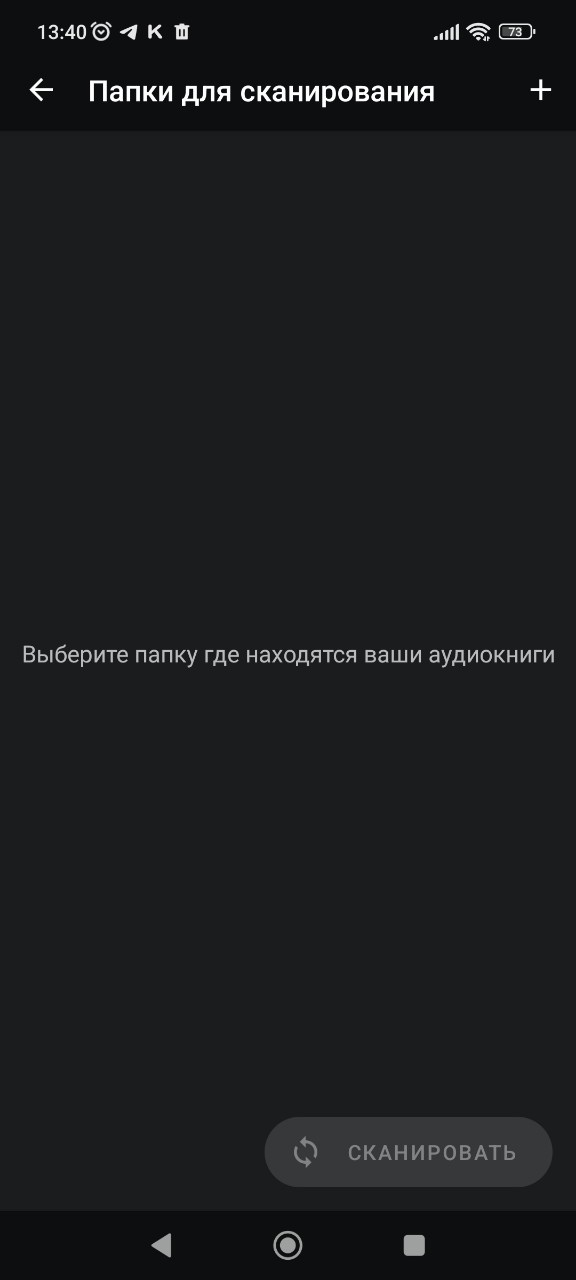 13:40
73
Папки для сканирования
Выберите папку где находятся ваши аудиокниги
СКАНИРОВАТЬ